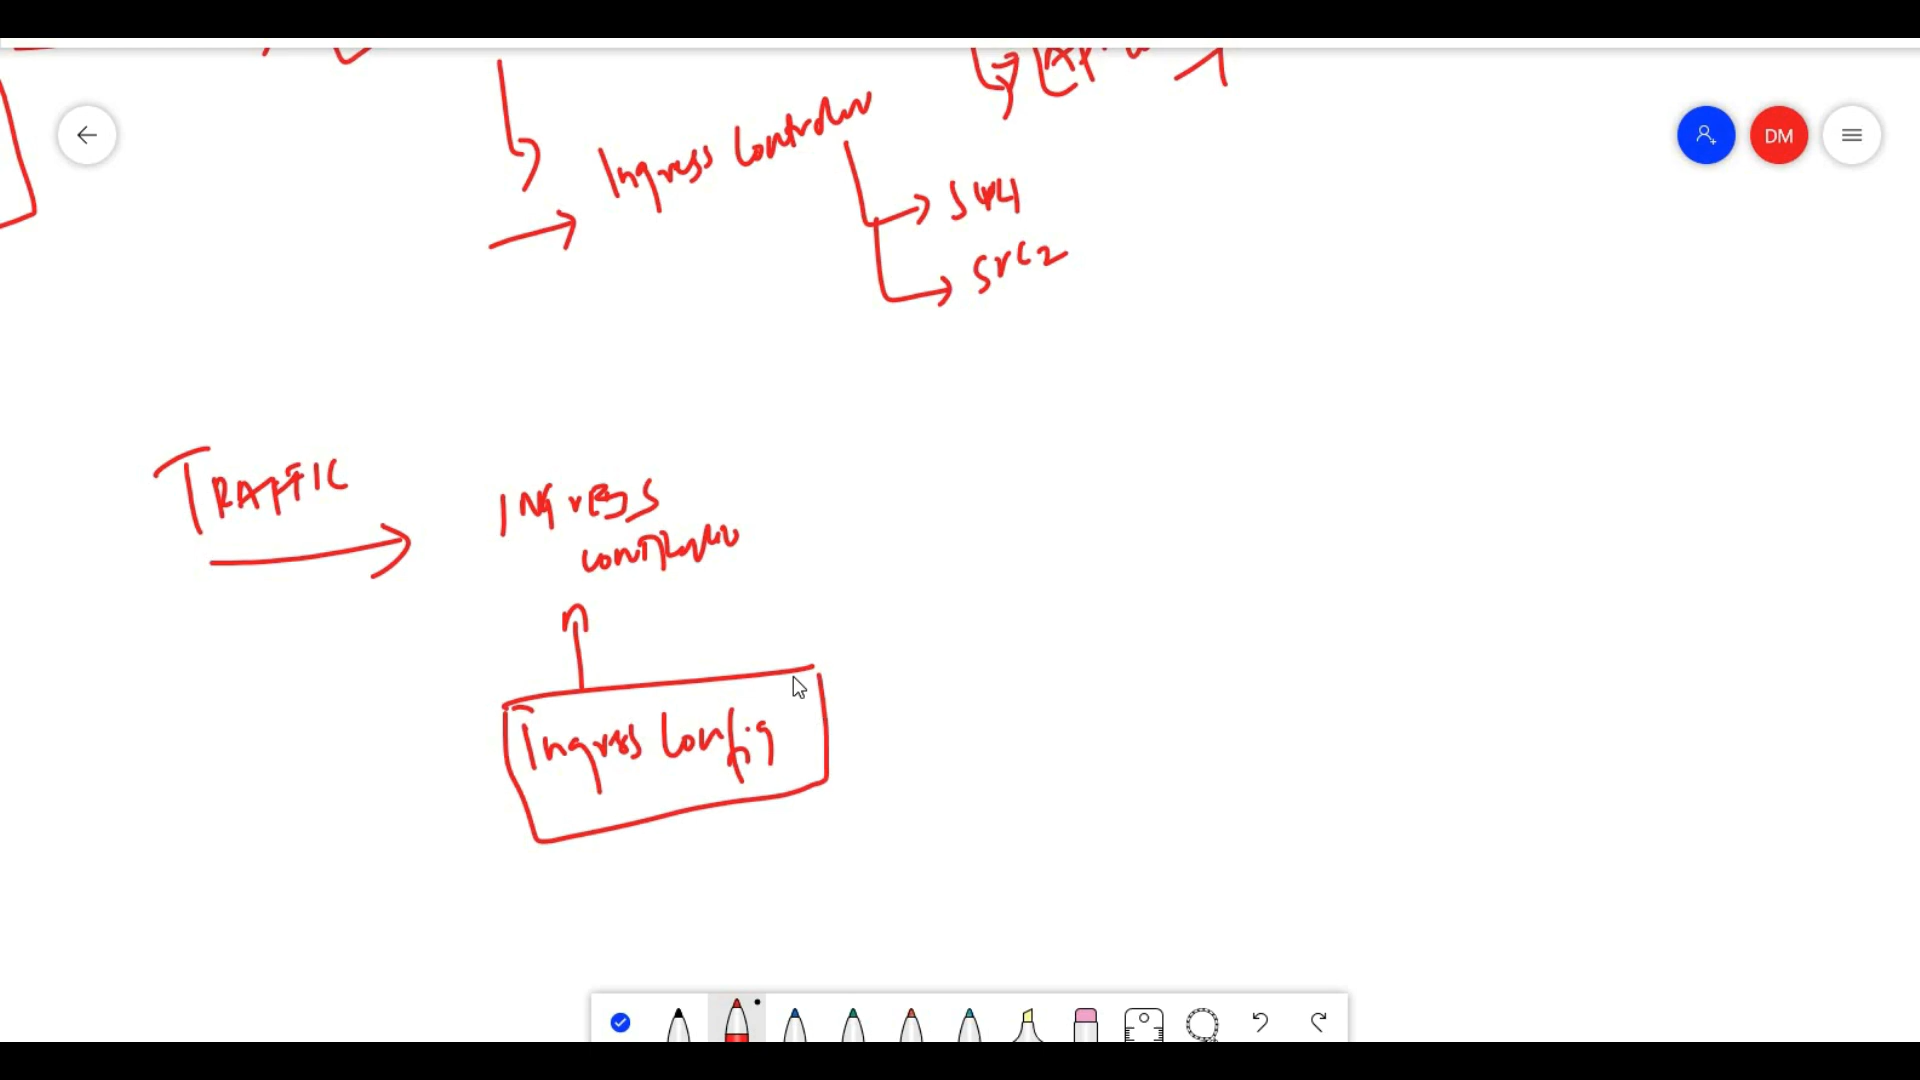 Ingress Controller
SVC1
SVC2
DM
TRAFFIC
INGRESS
controller
Ingress Config